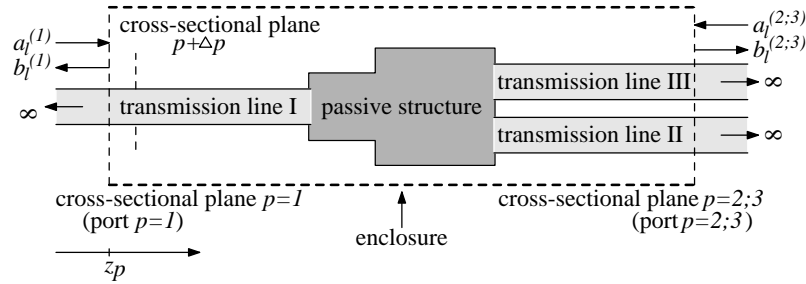 cross-sectional plane
p+Δp
a_l^(1)
b_l^(1)
a_l^(2;3)
b_l^(2;3)
∞
transmission line I
passive structure
transmission line III
∞
transmission line II
∞
cross-sectional plane p=1
(port p=1)
cross-sectional plane p=2;3
(port p=2;3)
enclosure
z_p